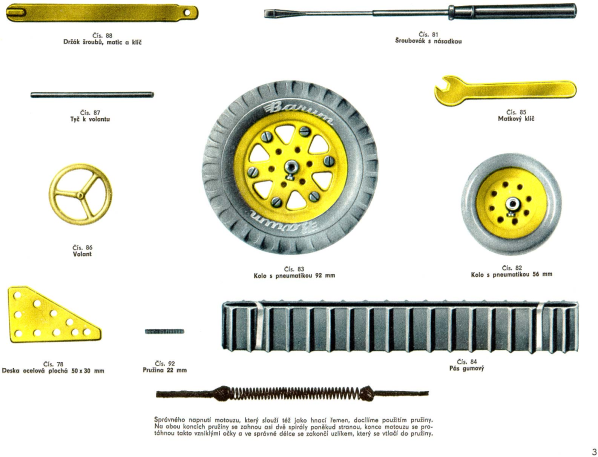 Čís. 88
Držák šroubů, matic a klíč
Čís. 81
Šroubovák s násadkou
Čís. 87
Tyč k volantu
Čís. 85
Matkový klíč
Barum
Barum
Čís. 86
Volant
Čís. 83
Kolo s pneumatikou 92 mm
Čís. 82
Kolo s pneumatikou 56 mm
Čís. 78
Deska ocelová plochá 50 x 30 mm
Čís. 92
Pružina 22 mm
Čís. 84
Pás gumový
Správného napnutí motouzu, který slouží též jako hnací řemen, docílíme použitím pružiny.
Na obou koncích pružiny se zahnou asi dvě spirály poněkud stranou, konce motouzu se pro-
táhnou takto vzniklými očky a ve správné délce se zakončí uzlíkem, který se vtlačí do pružiny.
3